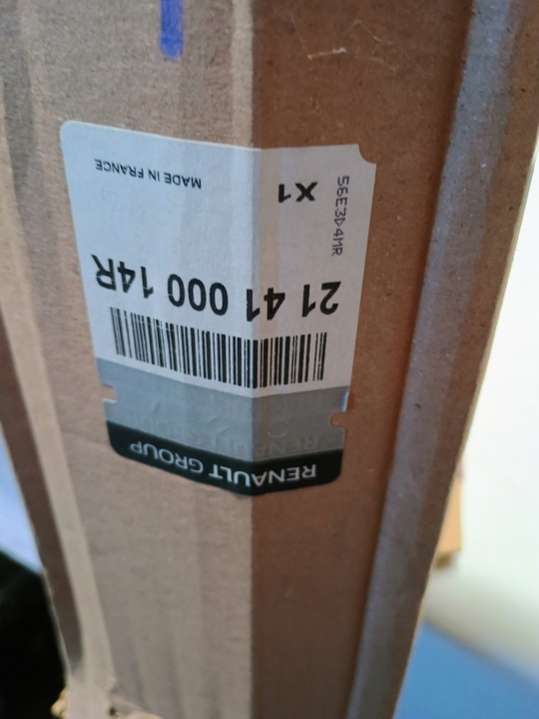 RENAULT GROUP
21 41 000 14R
X1
MADE IN FRANCE
56E3D4MR